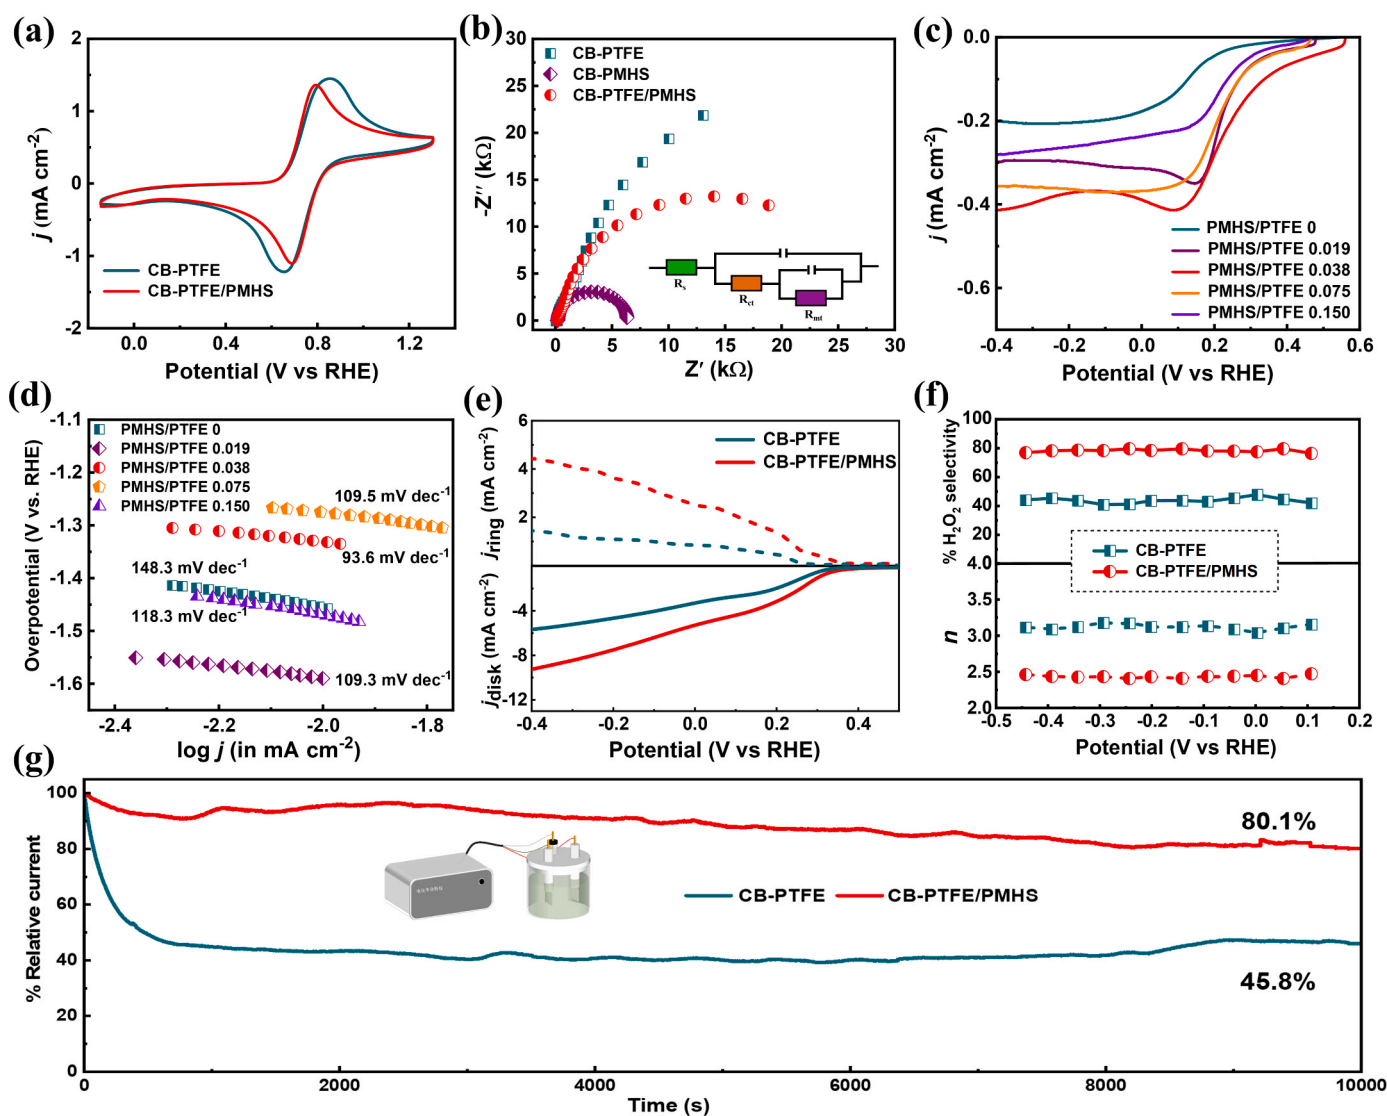 (a)
2
1
0
1
2
j (mA cm-2)
CB-PTFE
CB-PTFE/PMHS
0.0 0.4 0.8 1.2
Potential (V vs RHE)
(b)
-30
25
20
15
10
5
0
-Z′′ (kΩ)
CB-PTFE
CB-PMHS
CB-PTFE/PMHS
Rs
Rct
Rmt
0 5 10 15 20 25 30
Z′ (kΩ)
(c)
0.0
-0.2
-0.4
-0.6
j (mA cm-2)
PMHS/PTFE 0
PMHS/PTFE 0.019
PMHS/PTFE 0.038
PMHS/PTFE 0.075
PMHS/PTFE 0.150
-0.4 -0.2 0.0 0.2 0.4 0.6
Potential (V vs RHE)
(d)
-1.1
-1.2
-1.3
-1.4
-1.5
-1.6
Overpotential (V vs. RHE)
PMHS/PTFE 0
PMHS/PTFE 0.019
PMHS/PTFE 0.038
PMHS/PTFE 0.075
PMHS/PTFE 0.150
109.5 mV dec-1
93.6 mV dec-1
148.3 mV dec-1
118.3 mV dec-1
109.3 mV dec-1
-2.4 -2.2 -2.0 -1.8
log j (in mA cm-2)
(e)
6
4
2
-4
-8
-12
jring (mA cm-2)
jdisk (mA cm-2)
CB-PTFE
CB-PTFE/PMHS
-0.4 -0.2 0.0 0.2 0.4
Potential (V vs RHE)
(f)
100
80
60
40
20
4.0
3.5
3.0
2.5
2.0
% H2O2 selectivity
n
CB-PTFE
CB-PTFE/PMHS
-0.5 -0.4 -0.3 -0.2 -0.1 0.0 0.1 0.2
Potential (V vs RHE)
(g)
100
80
60
40
20
0
% Relative current
80.1%
CB-PTFE
CB-PTFE/PMHS
45.8%
0 2000 4000 6000 8000 10000
Time (s)